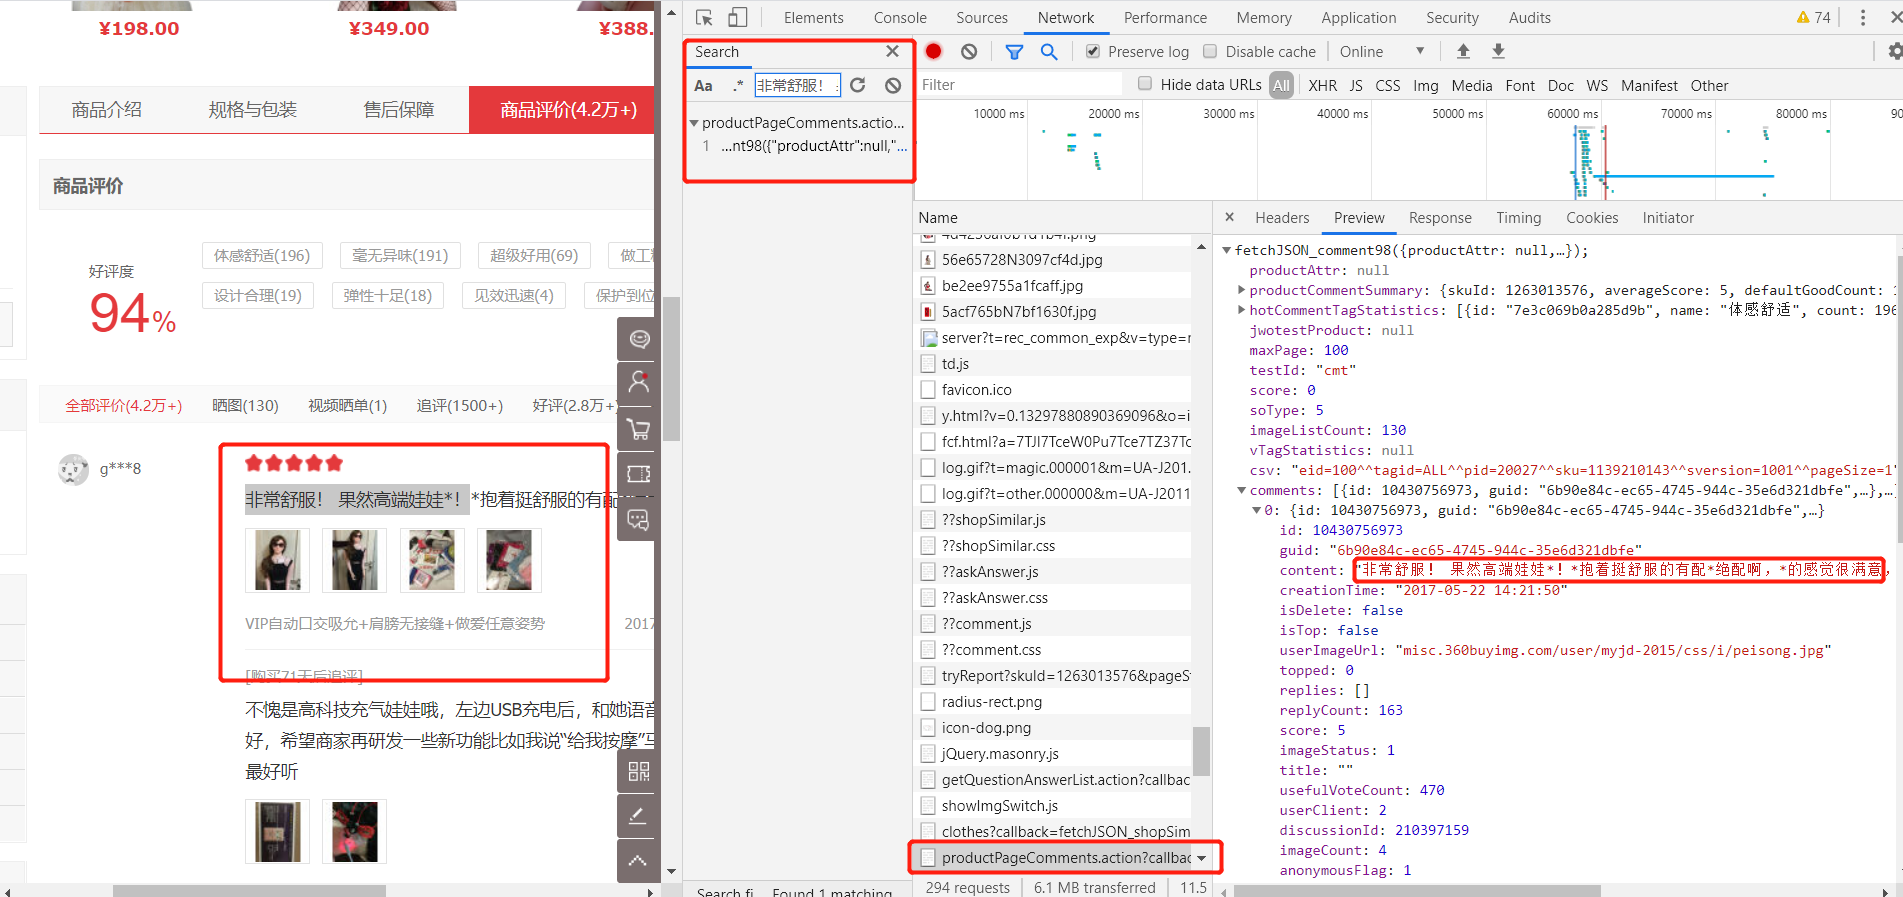 ¥198.00
¥349.00
¥388.
商品介绍
规格与包装
售后保障
商品评价(4.2万+)
商品评价
好评度
94%
体感舒适(196)
毫无异味(191)
超级好用(69)
做工
设计合理(19)
弹性十足(18)
见效迅速(4)
保护到位
全部评价(4.2万+)
晒图(130)
视频晒单(1)
追评(1500+)
好评(2.8万+)
g***8
非常舒服！ 果然高端娃娃*！*抱着挺舒服的有配
VIP自动口交吸允+肩膀无接缝+做爱任意姿势
2017
[购买71天后追评]
不愧是高科技充气娃娃哦，左边USB充电后，和她语音
好，希望商家再研发一些新功能比如我说“给我按摩”马
最好听
Elements
Console
Sources
Network
Performance
Memory
Application
Security
Audits
74
Search
Aa
.*
非常舒服！
productPageComments.actio...
1 ...nt98({"productAttr":null,"...
Search fi
Found 1 matching
Preserve log
Disable cache
Online
Filter
Hide data URLs
All
XHR
JS
CSS
Img
Media
Font
Doc
WS
Manifest
Other
10000 ms
20000 ms
30000 ms
40000 ms
50000 ms
60000 ms
70000 ms
80000 ms
90
Name
56e65728N3097cf4d.jpg
be2ee9755a1fcaff.jpg
5acf765bN7bf1630f.jpg
server?t=rec_common_exp&v=type=r
td.js
favicon.ico
y.html?v=0.13297880890369096&o=i
fcf.html?a=7TJI7TceW0Pu7Tce7TZ37Tc
log.gif?t=magic.000001&m=UA-J201.
log.gif?t=other.000000&m=UA-J2011
??shopSimilar.js
??shopSimilar.css
??askAnswer.js
??askAnswer.css
??comment.js
??comment.css
tryReport?skuId=1263013576&pageS
radius-rect.png
icon-dog.png
jQuery.masonry.js
getQuestionAnswerList.action?callbac
showImgSwitch.js
clothes?callback=fetchJSON_shopSim
productPageComments.action?callbac
294 requests
6.1 MB transferred
11.5
Headers
Preview
Response
Timing
Cookies
Initiator
fetchJSON_comment98({productAttr: null,…});
productAttr: null
productCommentSummary: {skuId: 1263013576, averageScore: 5, defaultGoodCount: 1
hotCommentTagStatistics: [{id: "7e3c069b0a285d9b", name: "体感舒适", count: 196
jwotestProduct: null
maxPage: 100
testId: "cmt"
score: 0
soType: 5
imageListCount: 130
vTagStatistics: null
csv: "eid=100^^tagid=ALL^^pid=20027^^sku=1139210143^^sversion=1001^^pageSize=1"
comments: [{id: 10430756973, guid: "6b90e84c-ec65-4745-944c-35e6d321dbfe",…},…]
0: {id: 10430756973, guid: "6b90e84c-ec65-4745-944c-35e6d321dbfe",…}
id: 10430756973
guid: "6b90e84c-ec65-4745-944c-35e6d321dbfe"
content: "非常舒服！ 果然高端娃娃*！*抱着挺舒服的有配*绝配啊，*的感觉很满意，
creationTime: "2017-05-22 14:21:50"
isDelete: false
isTop: false
userImageUrl: "misc.360buyimg.com/user/myjd-2015/css/i/peisong.jpg"
topped: 0
replies: []
replyCount: 163
score: 5
imageStatus: 1
title: ""
usefulVoteCount: 470
userClient: 2
discussionId: 210397159
imageCount: 4
anonymousFlag: 1